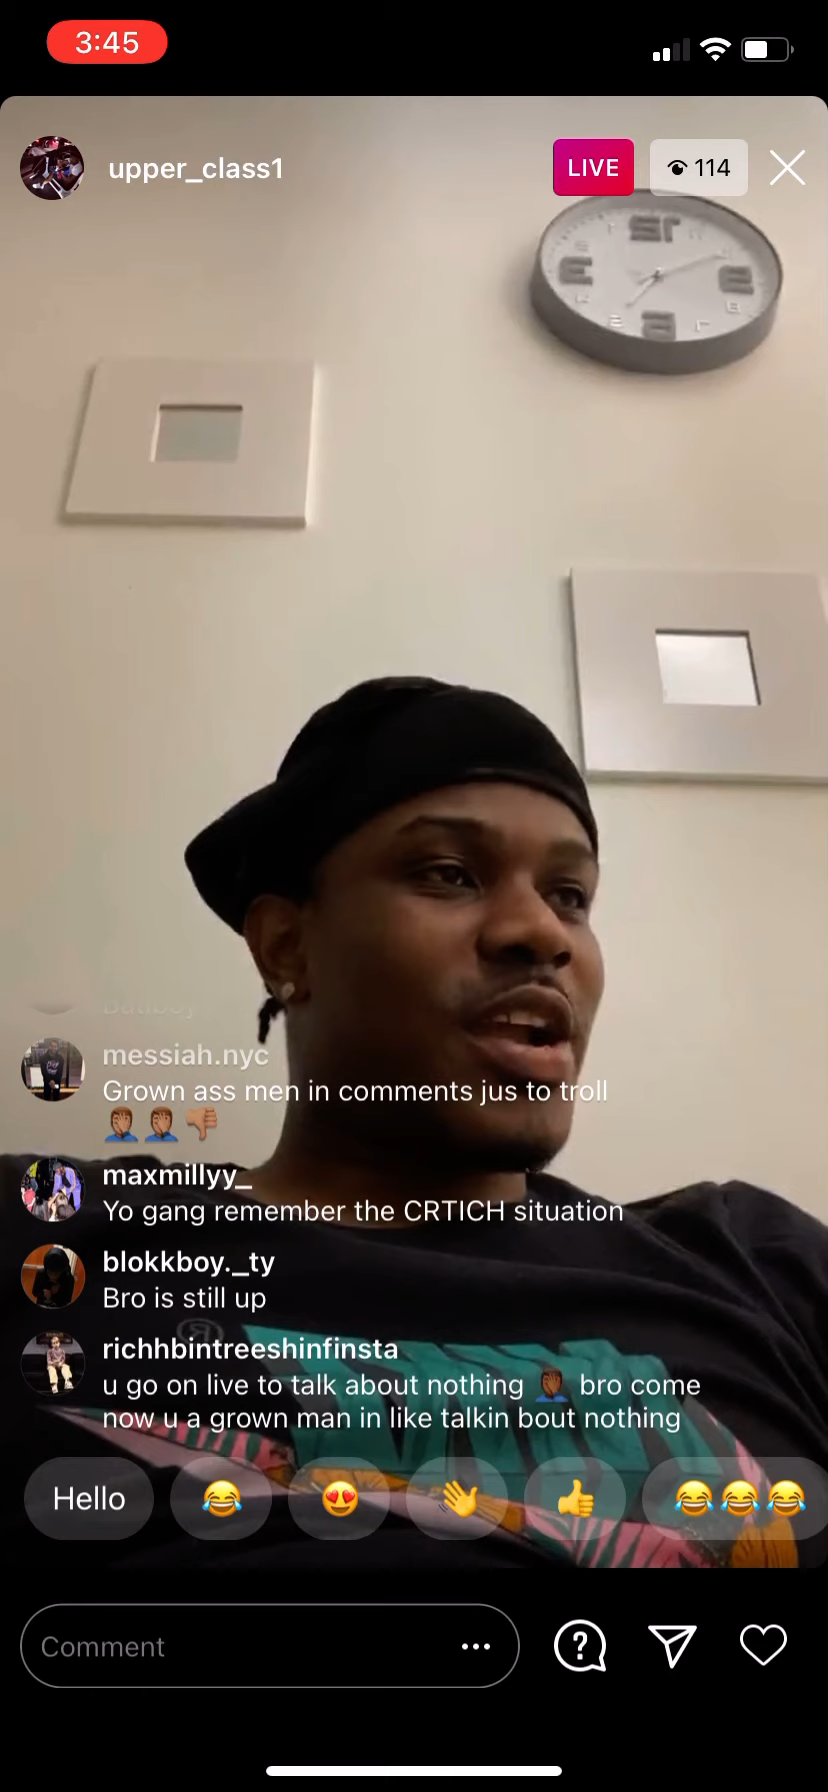 3:45
upper_class1
LIVE
114
messiah.nyc
Grown ass men in comments jus to troll
🤦🏽‍♂️ 🤦🏽‍♂️ 👎🏽
maxmillyy_
Yo gang remember the CRTICH situation
blokkboy._ty
Bro is still up
richhbintreeshinfinsta
u go on live to talk about nothing 🤦🏾‍♂️ bro come
now u a grown man in like talkin bout nothing
Hello 😂 😍 👋 👍 😂😂😂
Comment